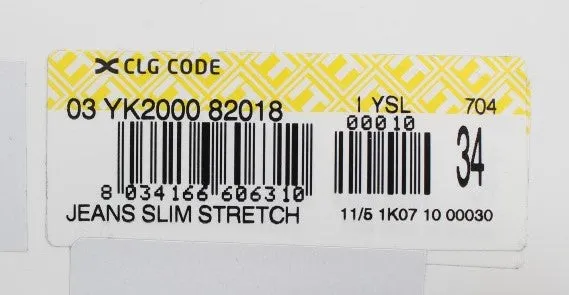 CLG CODE
03 YK2000 82018 I YSL 704
00010
34
8 034166 606310
JEANS SLIM STRETCH 11/5 1K07 10 00030